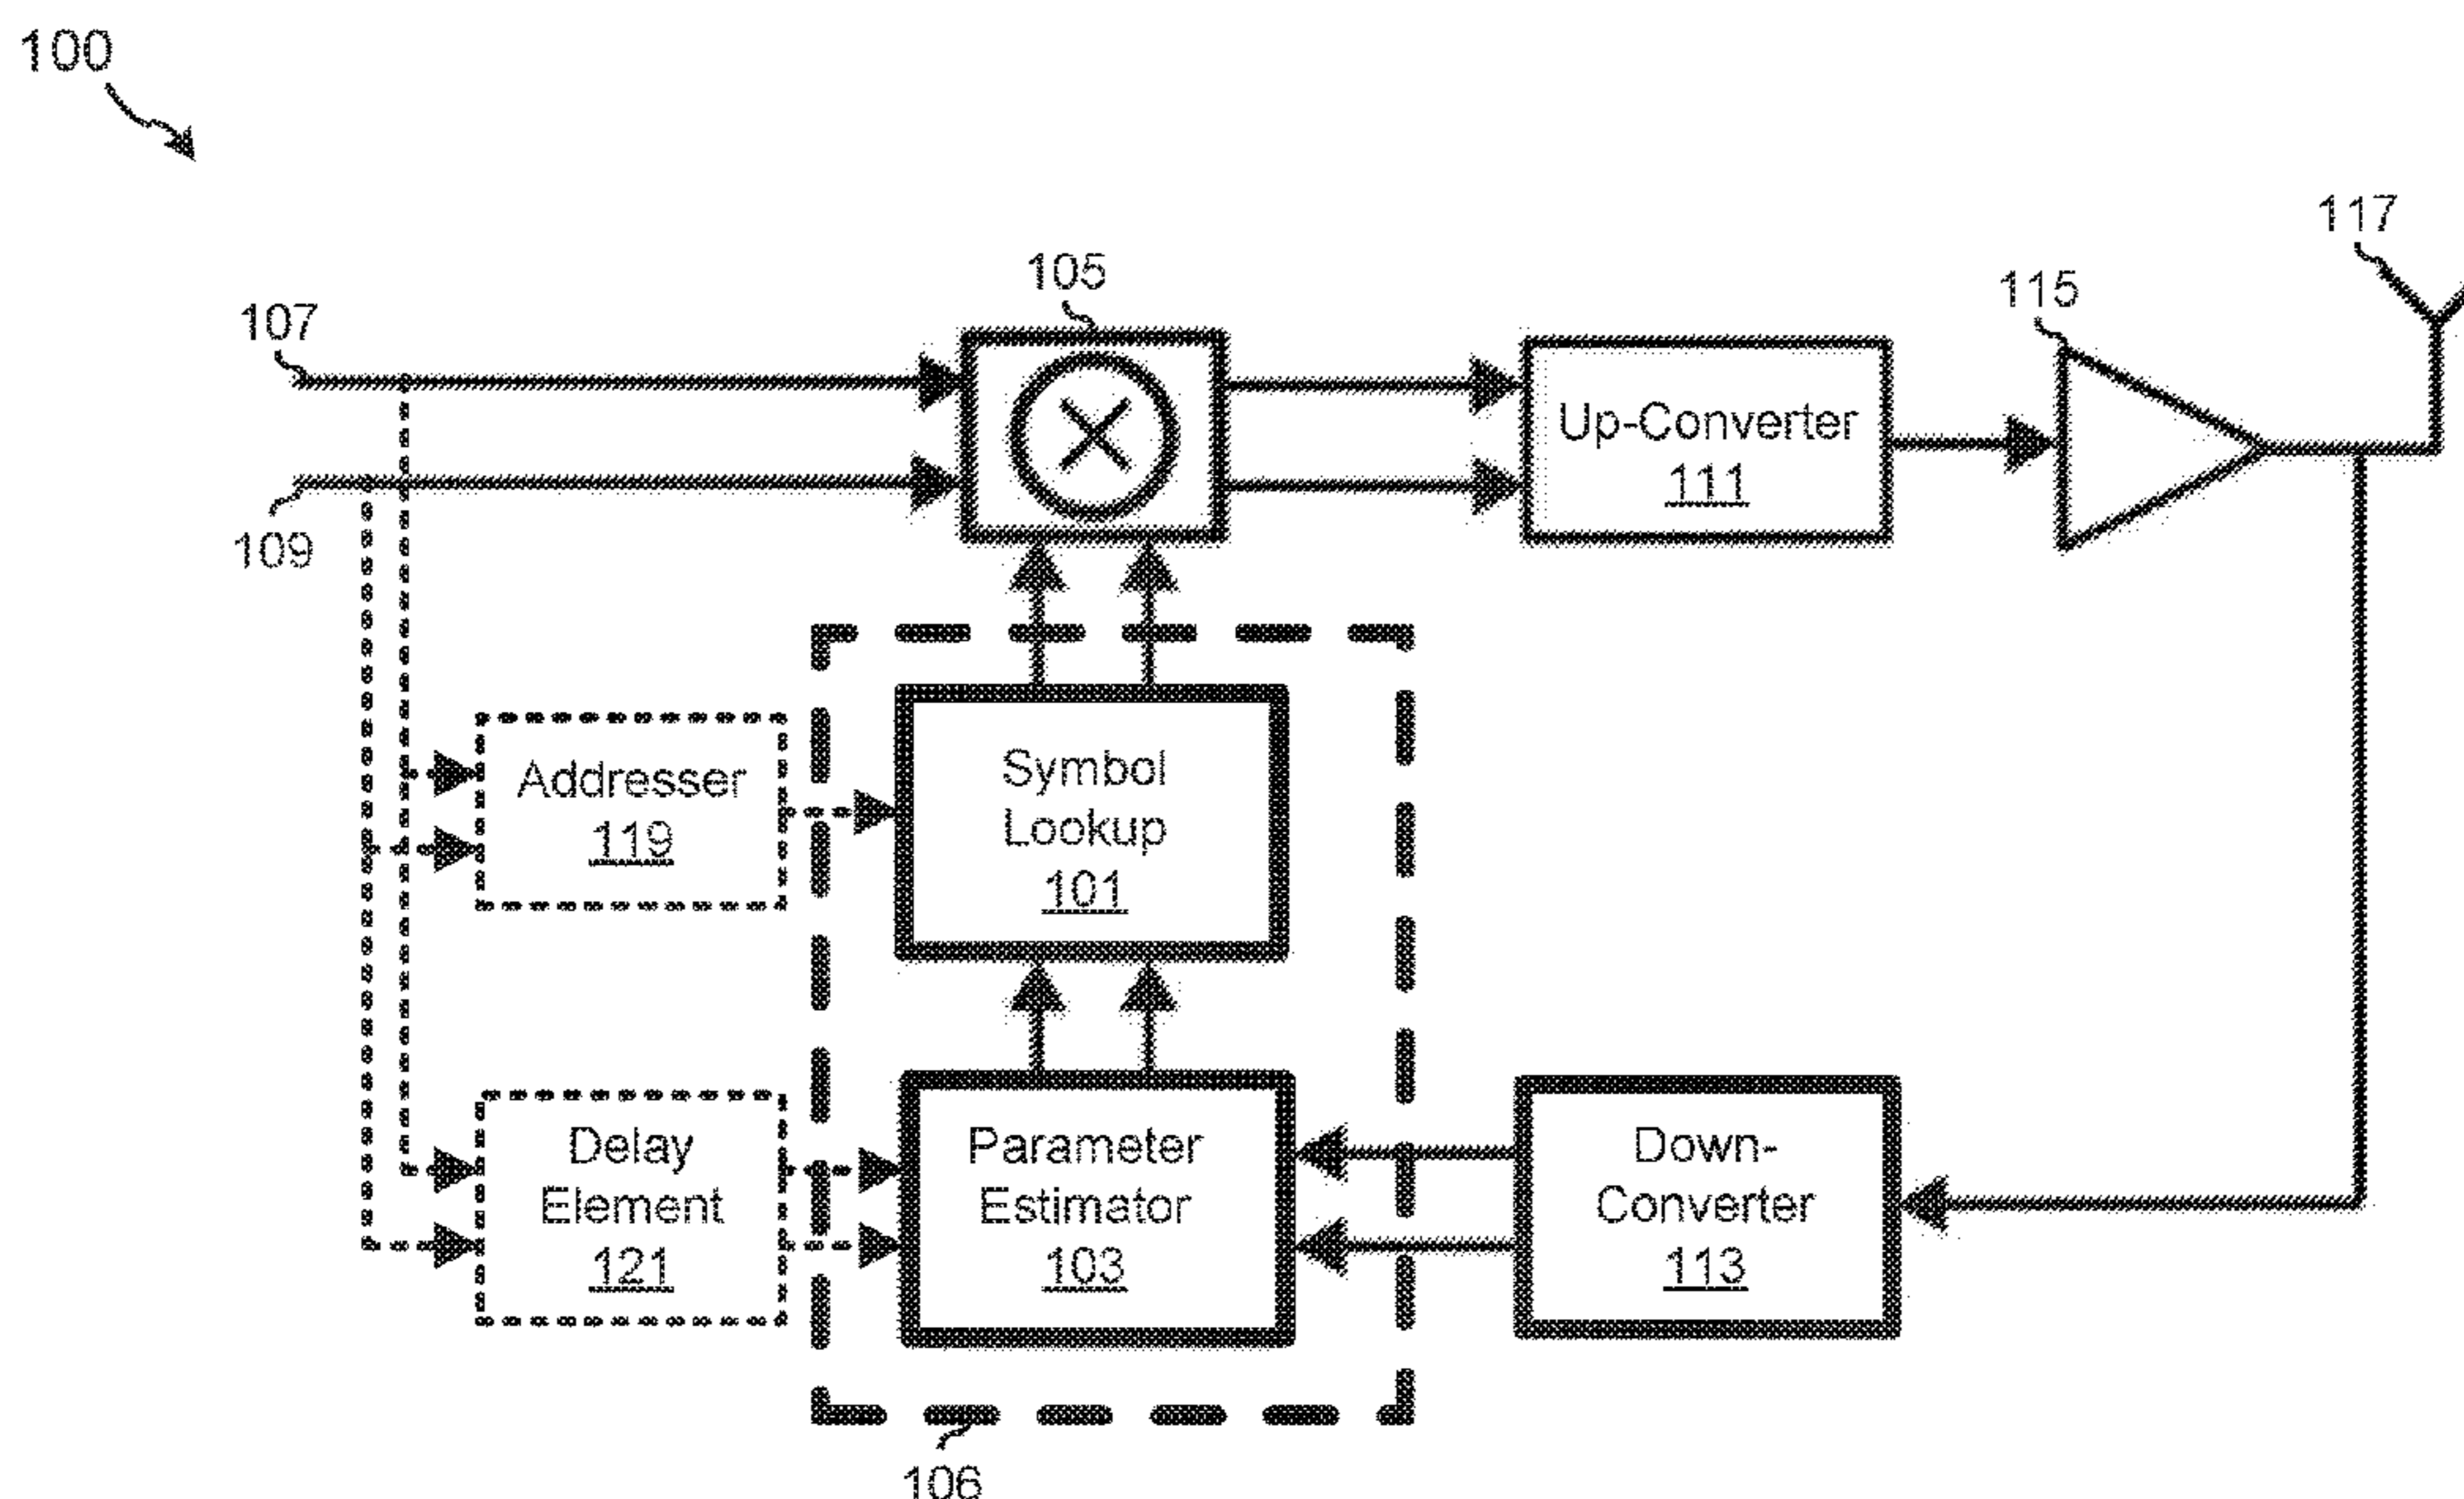 100
117
105
115
107
Up-Converter
111
109
Addresser
119
Symbol
Lookup
101
Delay
Element
121
Parameter
Estimator
103
Down-
Converter
113
106